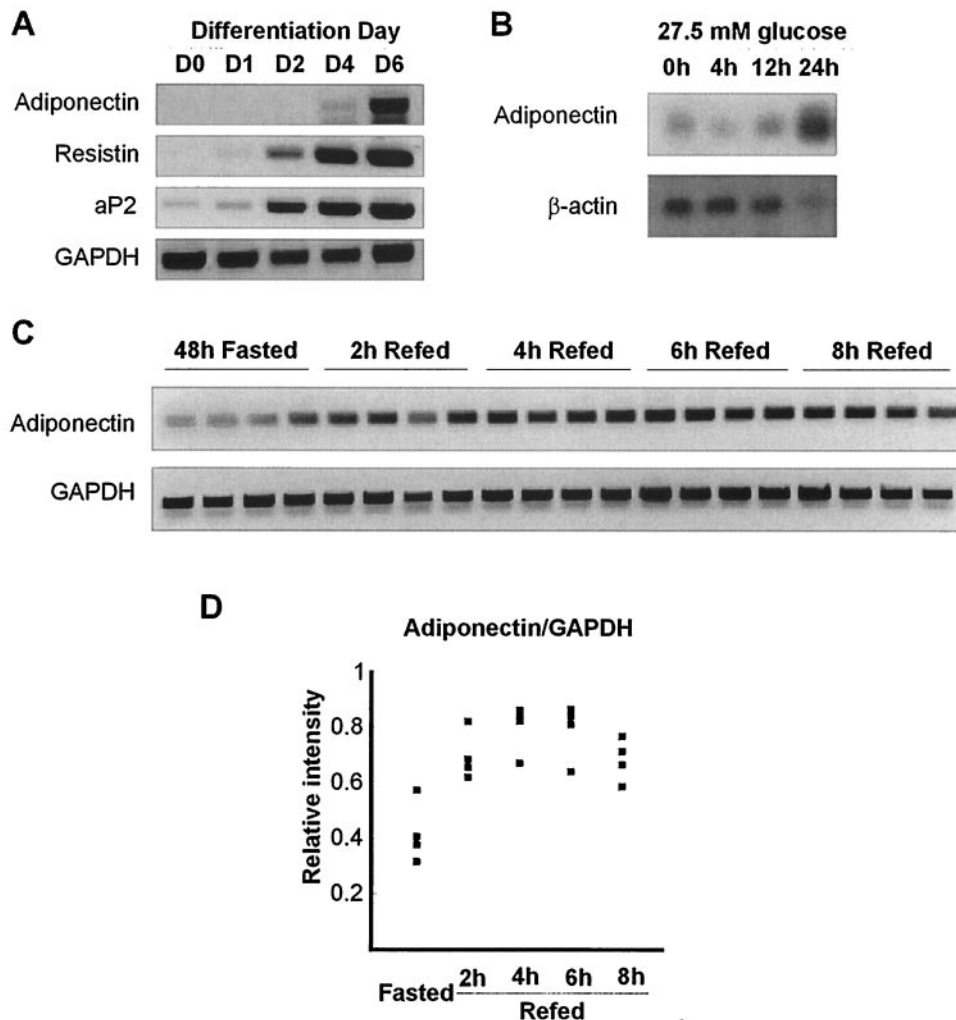 A
Differentiation Day
D0 D1 D2 D4 D6
Adiponectin
Resistin
aP2
GAPDH
B
27.5 mM glucose
0h 4h 12h 24h
Adiponectin
β-actin
C
48h Fasted 2h Refed 4h Refed 6h Refed 8h Refed
Adiponectin
GAPDH
D
Adiponectin/GAPDH
Relative intensity
1
0.8
0.6
0.4
0.2
Fasted 2h 4h 6h 8h
Refed